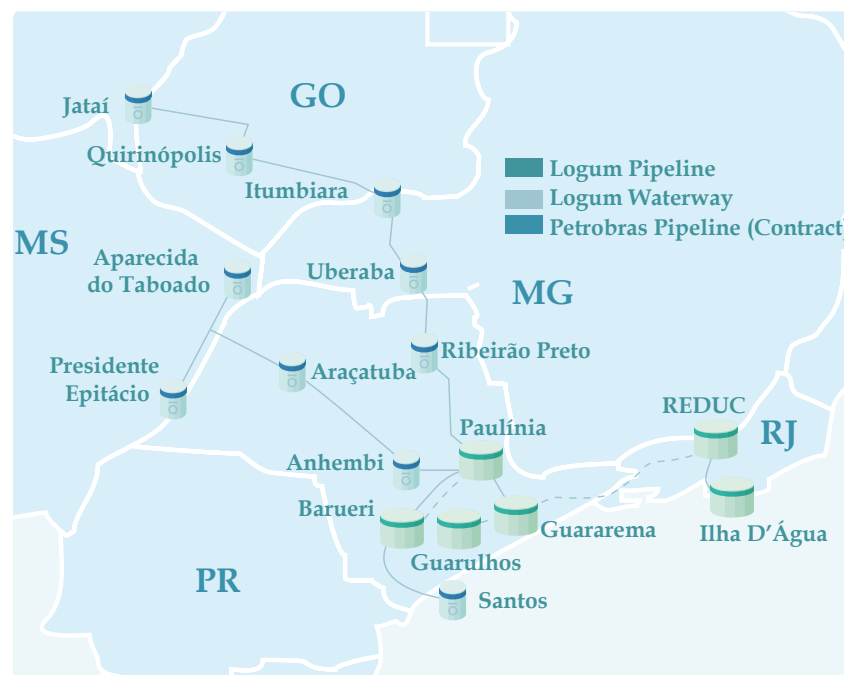 GO
Jataí
Quirinópolis
Logum Pipeline
Itumbiara
Logum Waterway
Petrobras Pipeline (Contract)
MS
Aparecida
do Taboado
Uberaba
MG
Ribeirão Preto
Presidente
Epitácio
Araçatuba
REDUC
Paulínia
RJ
Anhembi
Barueri
Guararema
Ilha D’Água
Guarulhos
PR
Santos